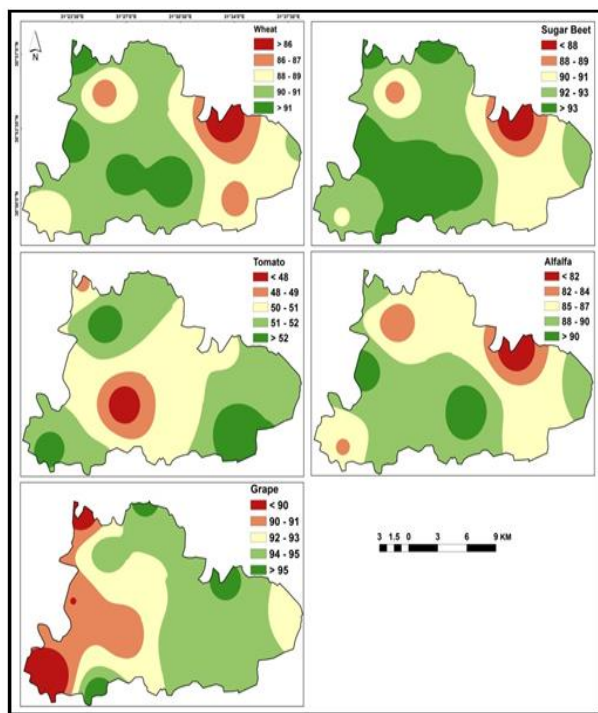 Wheat
> 86
86 - 87
88 - 89
90 - 91
> 91
N
Sugar Beet
< 88
88 - 89
90 - 91
92 - 93
> 93
Tomato
< 48
48 - 49
50 - 51
51 - 52
> 52
Alfalfa
< 82
82 - 84
85 - 87
88 - 90
> 90
Grape
< 90
90 - 91
92 - 93
94 - 95
> 95
3 1.5 0 3 6 9 KM